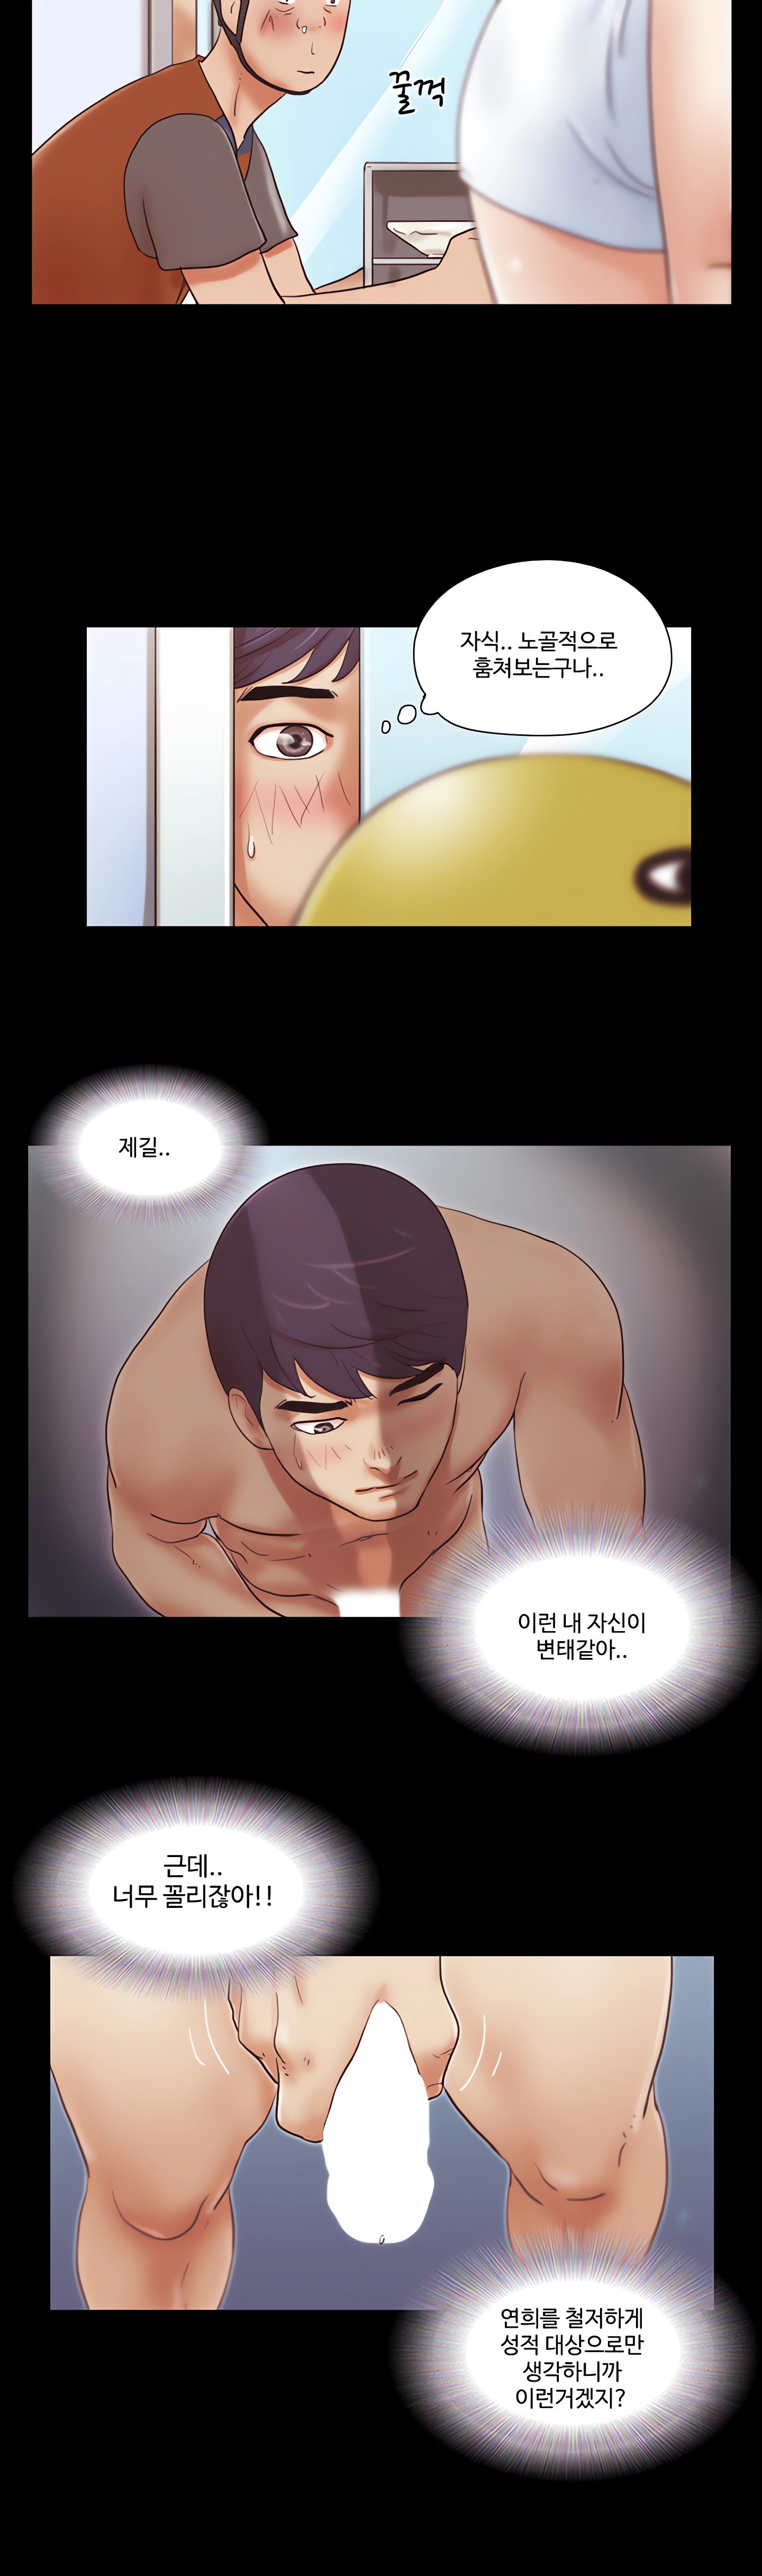 꿀꺽
자식.. 노골적으로
훔쳐보는구나..
제길..
이런 내 자신이
변태같아..
근데..
너무 꼴리잖아!!
연희를 철저하게
성적 대상으로만
생각하니까
이런거겠지?